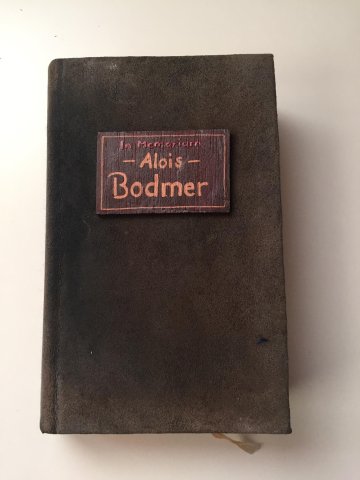 In Memoriam
- Alois -
Bodmer